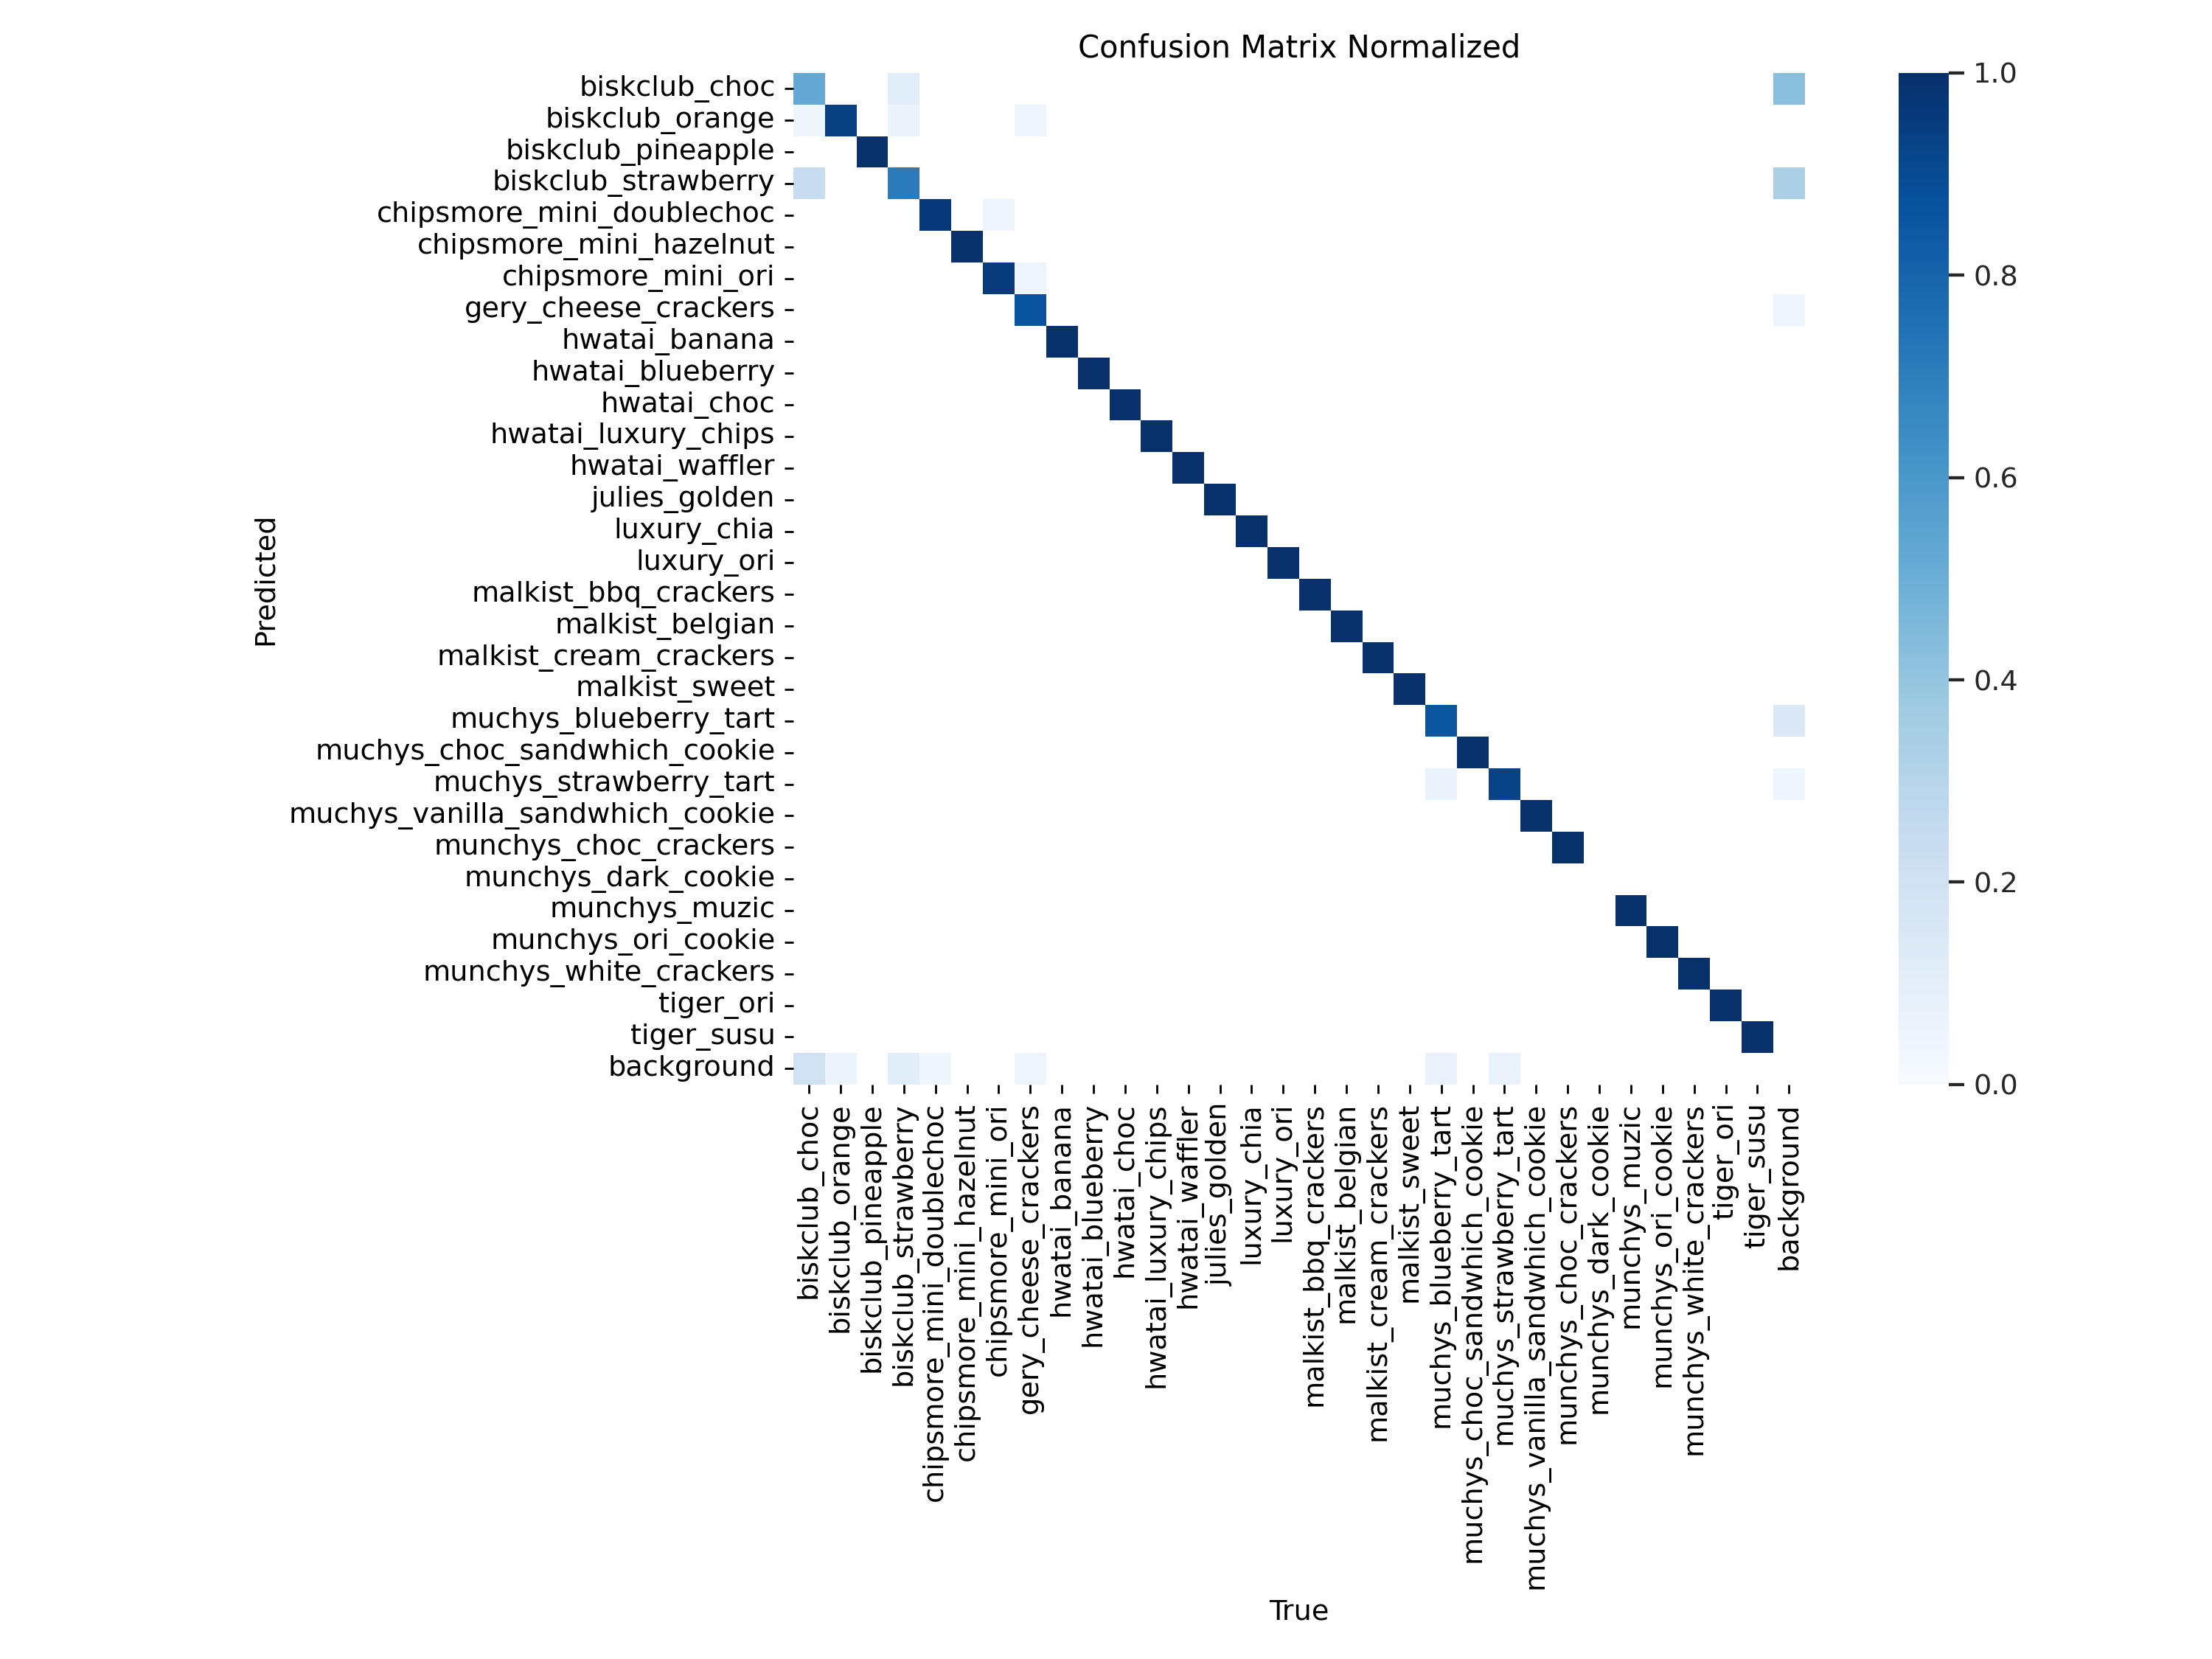 Confusion Matrix Normalized
biskclub_choc
biskclub_orange
biskclub_pineapple
biskclub_strawberry
chipsmore_mini_doublechoc
chipsmore_mini_hazelnut
chipsmore_mini_ori
gery_cheese_crackers
hwatai_banana
hwatai_blueberry
hwatai_choc
hwatai_luxury_chips
hwatai_waffler
julies_golden
luxury_chia
luxury_ori
malkist_bbq_crackers
malkist_belgian
malkist_cream_crackers
malkist_sweet
muchys_blueberry_tart
muchys_choc_sandwhich_cookie
muchys_strawberry_tart
muchys_vanilla_sandwhich_cookie
munchys_choc_crackers
munchys_dark_cookie
munchys_muzic
munchys_ori_cookie
munchys_white_crackers
tiger_ori
tiger_susu
background
Predicted
biskclub_choc
biskclub_orange
biskclub_pineapple
biskclub_strawberry
chipsmore_mini_doublechoc
chipsmore_mini_hazelnut
chipsmore_mini_ori
gery_cheese_crackers
hwatai_banana
hwatai_blueberry
hwatai_choc
hwatai_luxury_chips
hwatai_waffler
julies_golden
luxury_chia
luxury_ori
malkist_bbq_crackers
malkist_belgian
malkist_cream_crackers
malkist_sweet
muchys_blueberry_tart
muchys_choc_sandwhich_cookie
muchys_strawberry_tart
muchys_vanilla_sandwhich_cookie
munchys_choc_crackers
munchys_dark_cookie
munchys_muzic
munchys_ori_cookie
munchys_white_crackers
tiger_ori
tiger_susu
background
True
1.0
0.8
0.6
0.4
0.2
0.0